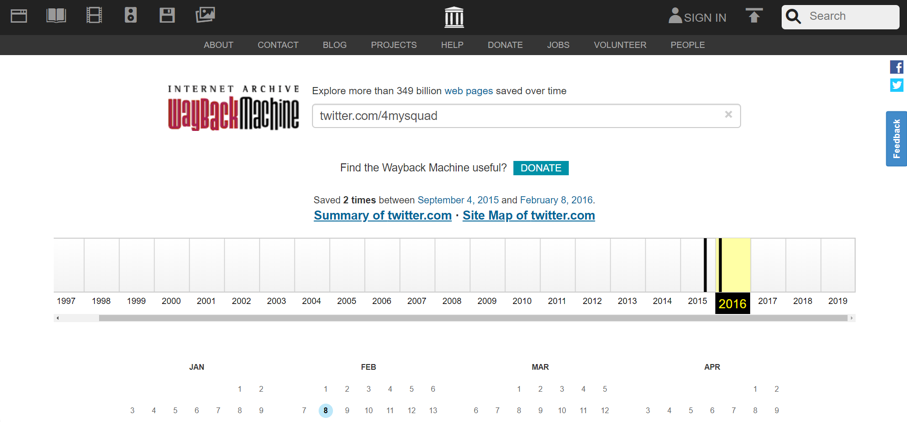 SIGN IN
Search
ABOUT CONTACT BLOG PROJECTS HELP DONATE JOBS VOLUNTEER PEOPLE
INTERNET ARCHIVE
WayBackMachine
Explore more than 349 billion web pages saved over time
twitter.com/4mysquad
Feedback
Find the Wayback Machine useful? DONATE
Saved 2 times between September 4, 2015 and February 8, 2016.
Summary of twitter.com · Site Map of twitter.com
1997 1998 1999 2000 2001 2002 2003 2004 2005 2006 2007 2008 2009 2010 2011 2012 2013 2014 2015 2016 2017 2018 2019
JAN FEB MAR APR
1 2 1 2 3 4 5 6 1 2 3 4 5 1 2
3 4 5 6 7 8 9 7 8 9 10 11 12 13 6 7 8 9 10 11 12 3 4 5 6 7 8 9